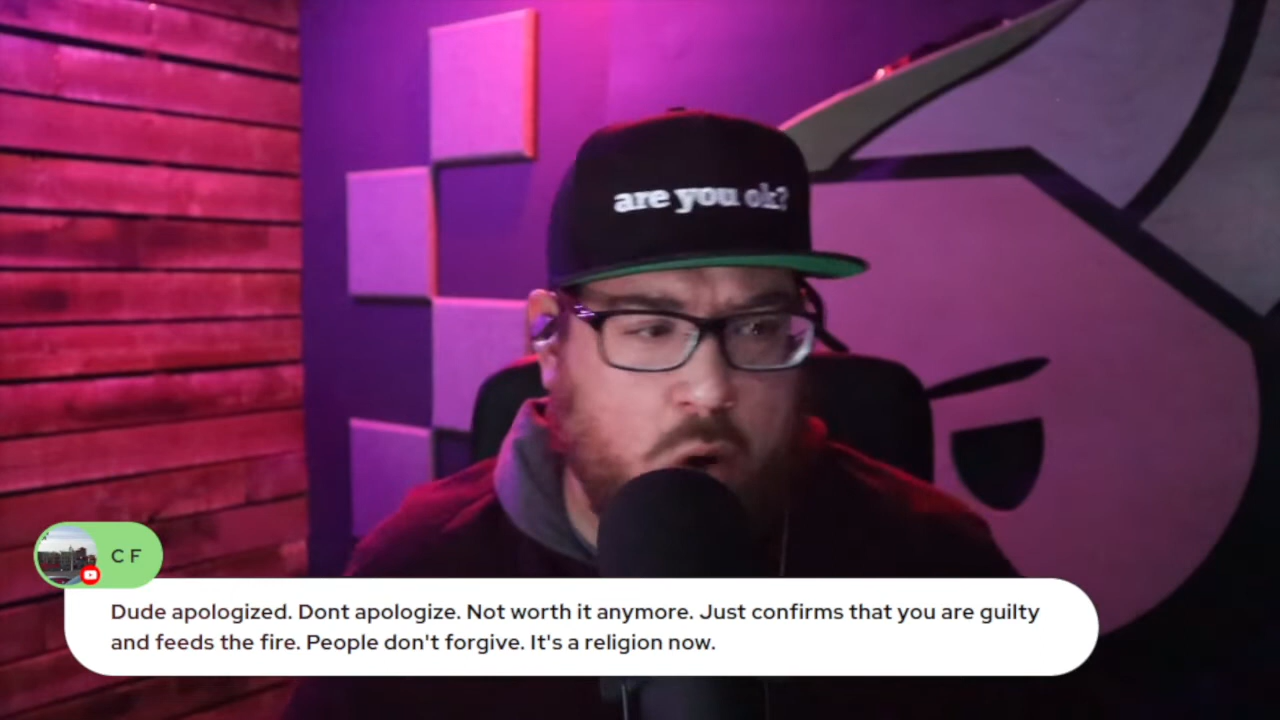 are you ok?
C F
Dude apologized. Dont apologize. Not worth it anymore. Just confirms that you are guilty
and feeds the fire. People don't forgive. It's a religion now.